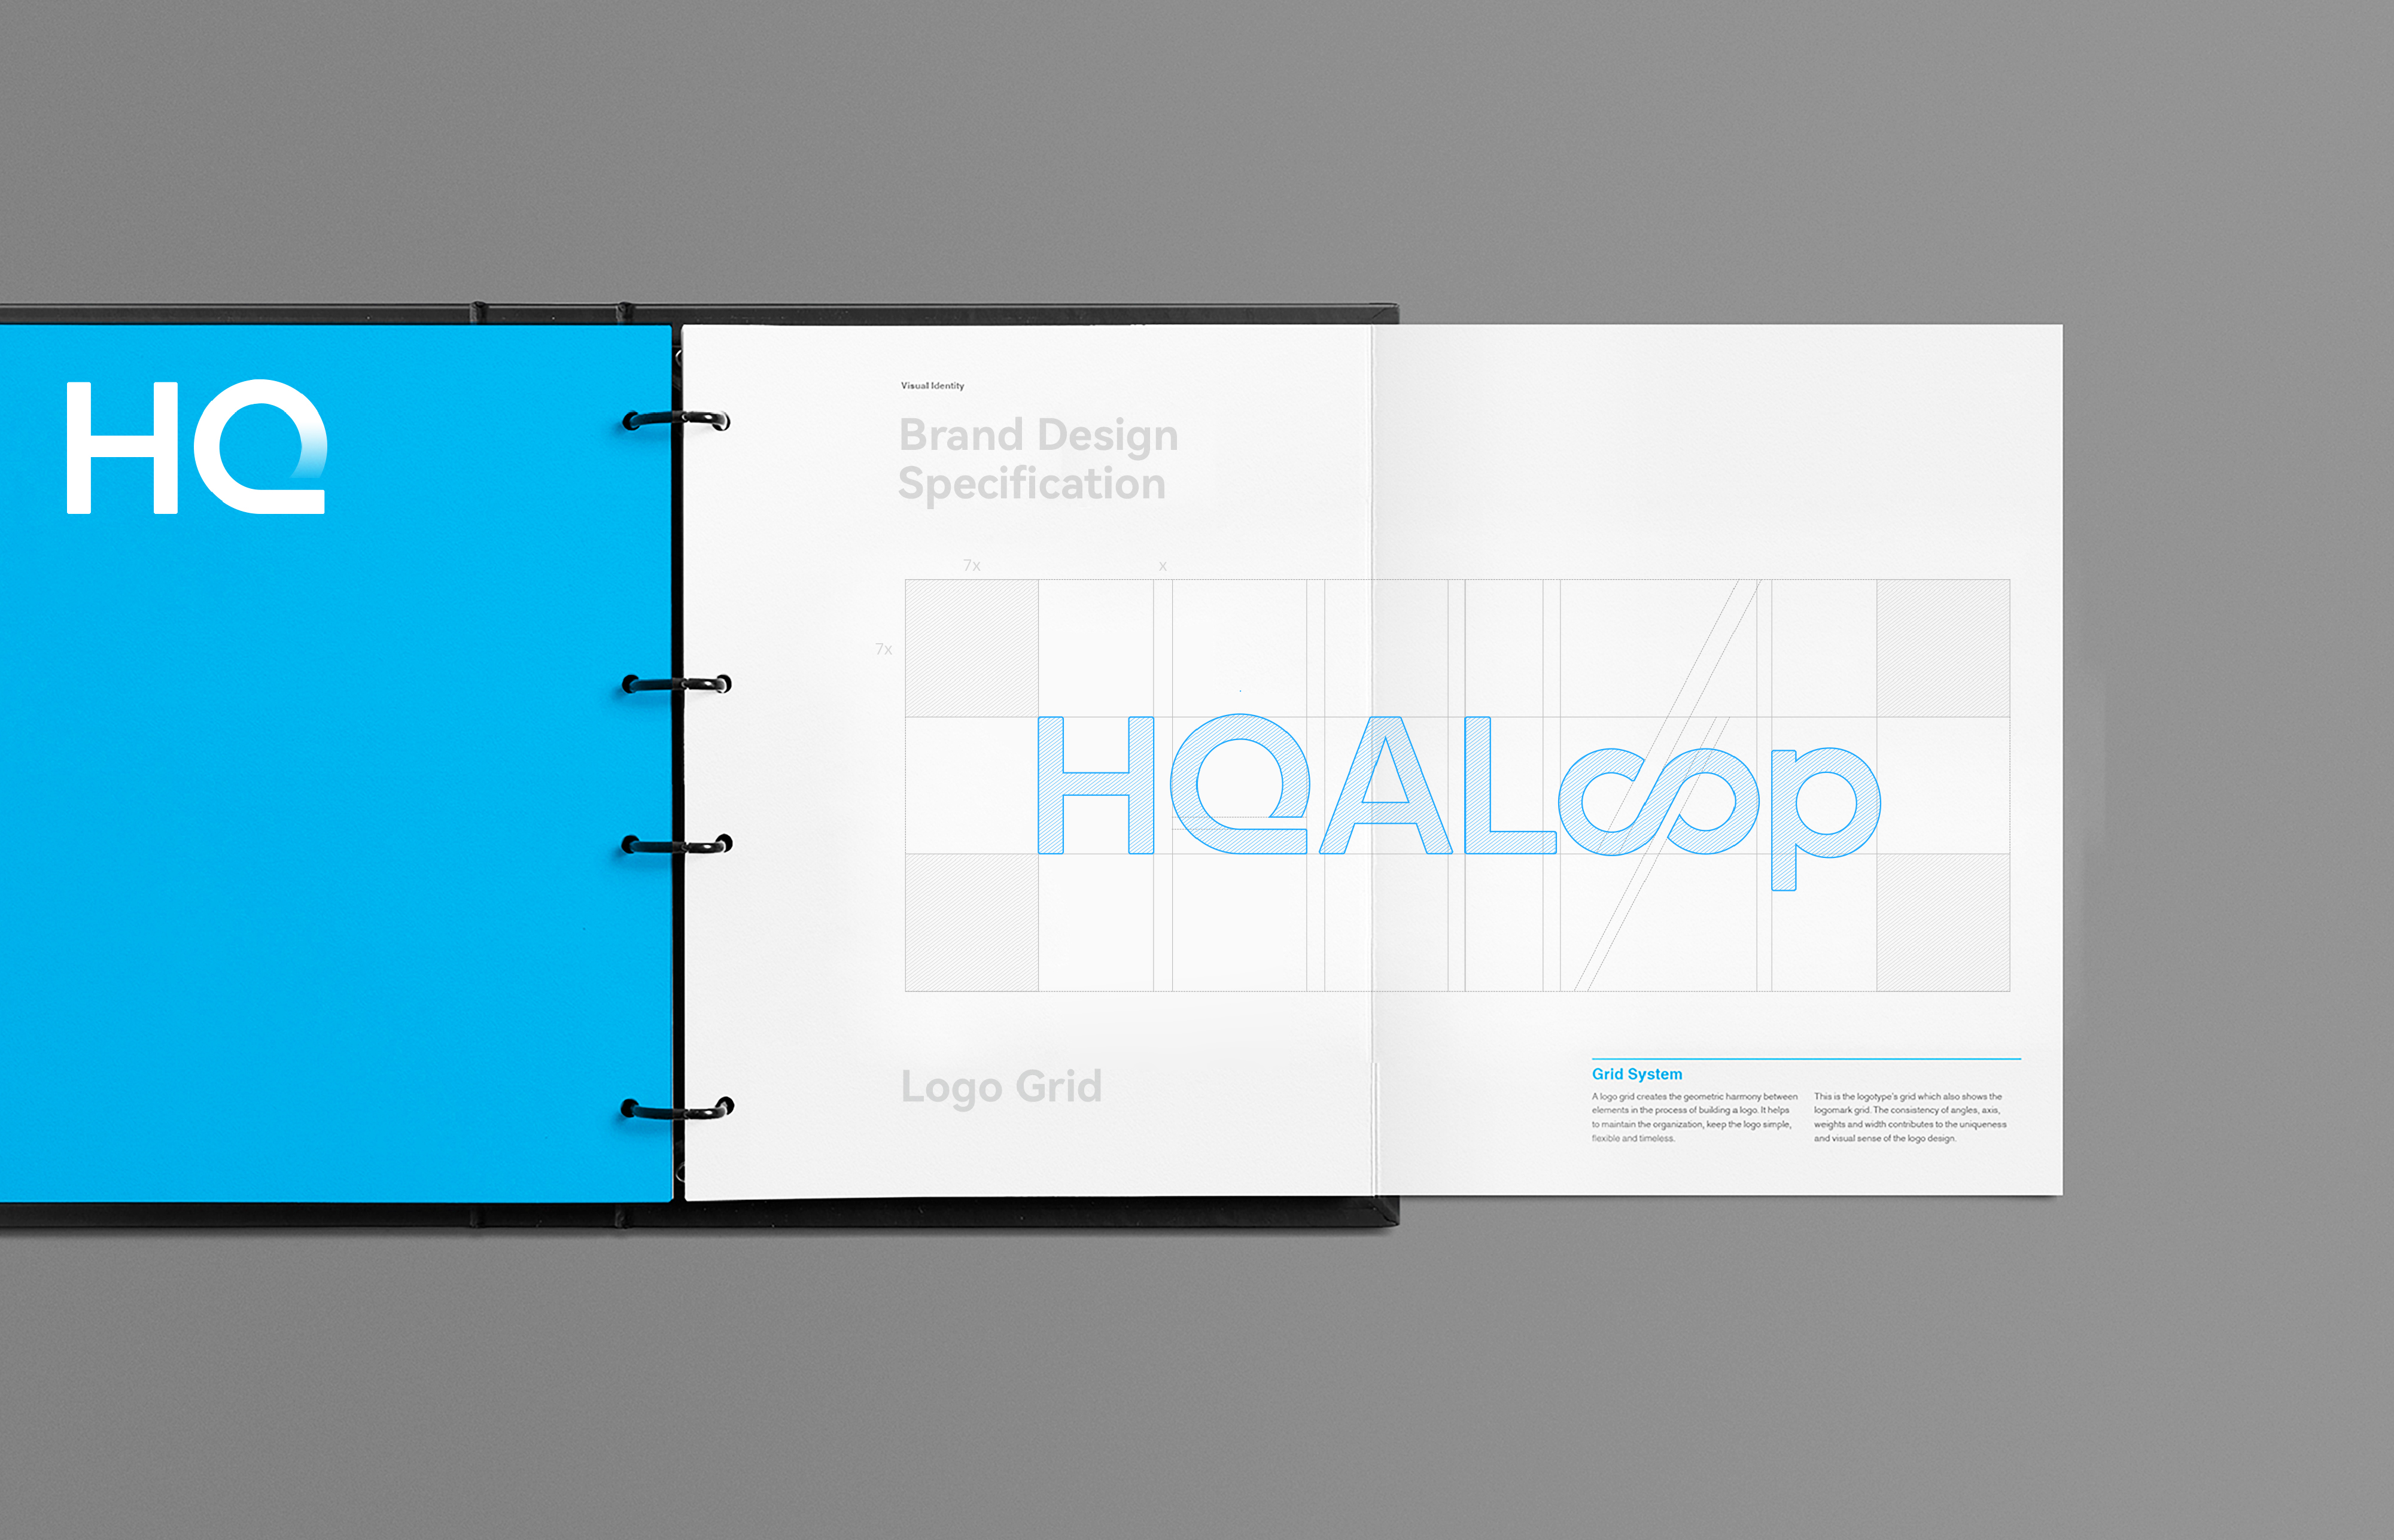 HQ
Visual Identity
Brand Design
Specification
7x
x
7x
HQALoop
Logo Grid
Grid System
A logo grid creates the geometric harmony between
elements in the process of building a logo. It helps
to maintain the organization, keep the logo simple,
flexible and timeless.
This is the logotype's grid which also shows the
logomark grid. The consistency of angles, axis,
weights and width contributes to the uniqueness
and visual sense of the logo design.